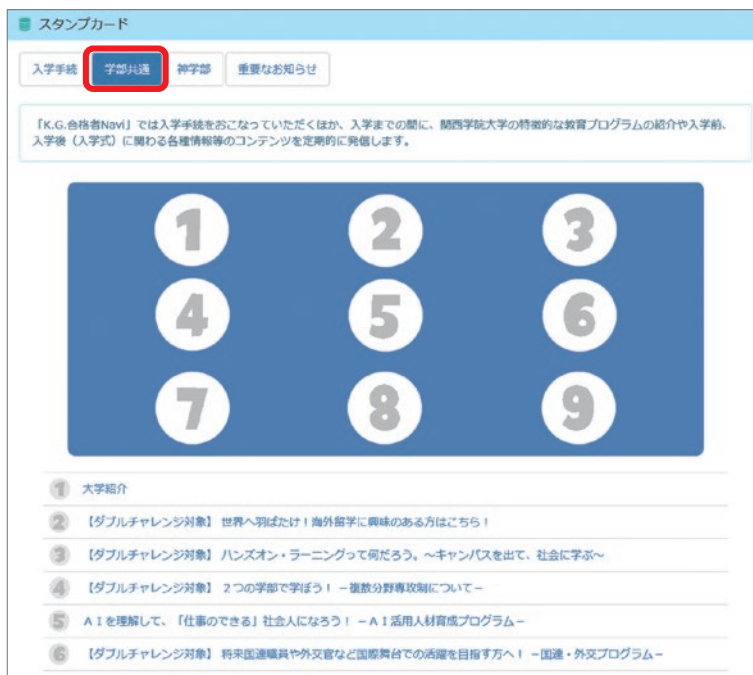 スタンプカード
入学手続 学部共通 神学部 重要なお知らせ
「K.G.合格者Navi」では入学手続をおこなっていただくほか、入学までの間に、関西学院大学の特徴的な教育プログラムの紹介や入学前、
入学後（入学式）に関わる各種情報等のコンテンツを定期的に発信します。
1 2 3
4 5 6
7 8 9
1 大学紹介
2 【ダブルチャレンジ対象】 世界へ羽ばたけ！海外留学に興味のある方はこちら！
3 【ダブルチャレンジ対象】 ハンズオン・ラーニングって何だろう。～キャンパスを出て、社会に学ぶ～
4 【ダブルチャレンジ対象】 2つの学部で学ぼう！ －複数分野専攻制について－
5 AIを理解して、「仕事のできる」社会人になろう！ －AI活用人材育成プログラム－
6 【ダブルチャレンジ対象】 将来国連職員や外交官など国際舞台での活躍を目指す方へ！ －国連・外交プログラム－